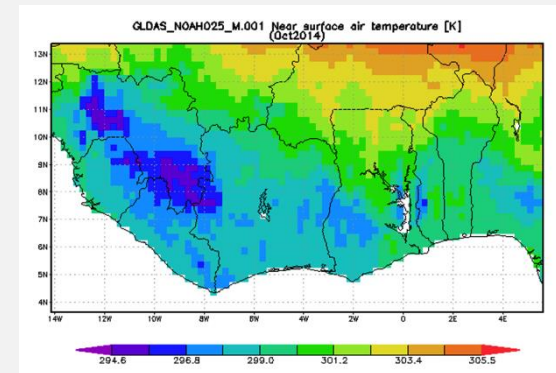 GLDAS_NOAH025_M.001 Near surface air temperature [K]
(Oct2014)
13N
12N
11N
10N
9N
8N
7N
6N
5N
4N
14W 12W 10W 8W 6W 4W 2W 0 2E 4E
294.6 296.8 299.0 301.2 303.4 305.5